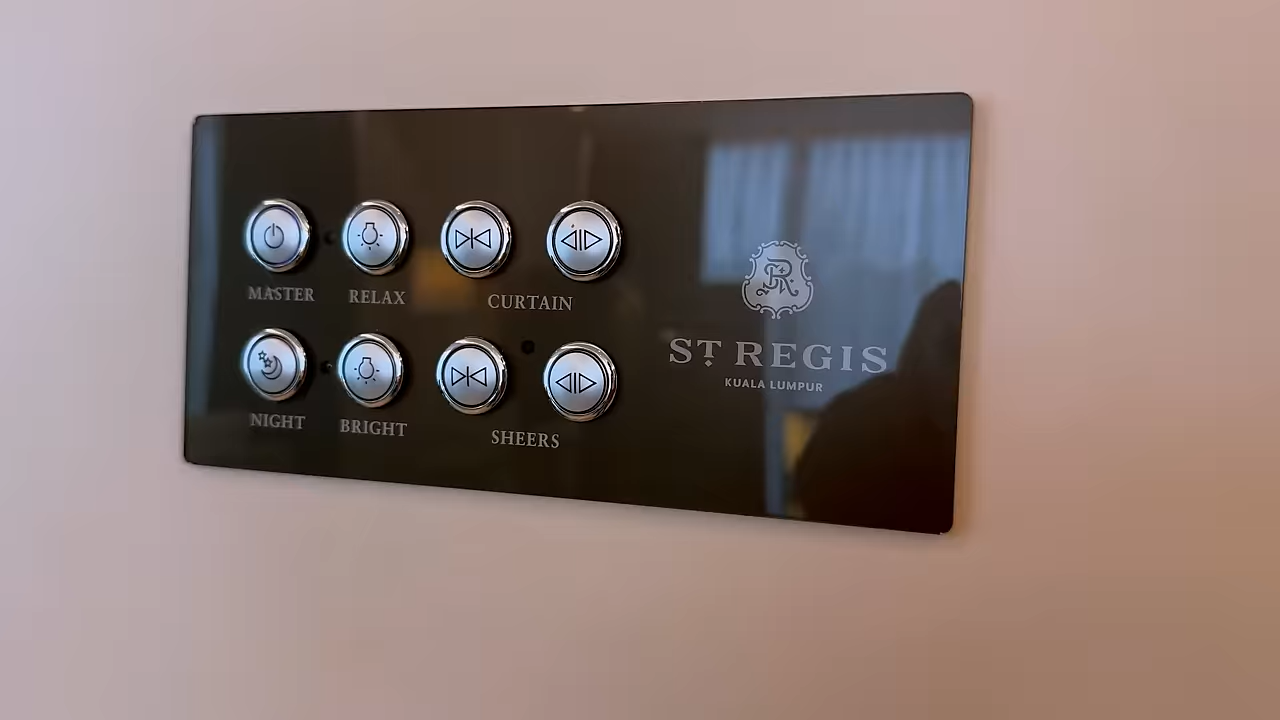 MASTER
RELAX
CURTAIN
NIGHT
BRIGHT
SHEERS
ST REGIS
KUALA LUMPUR